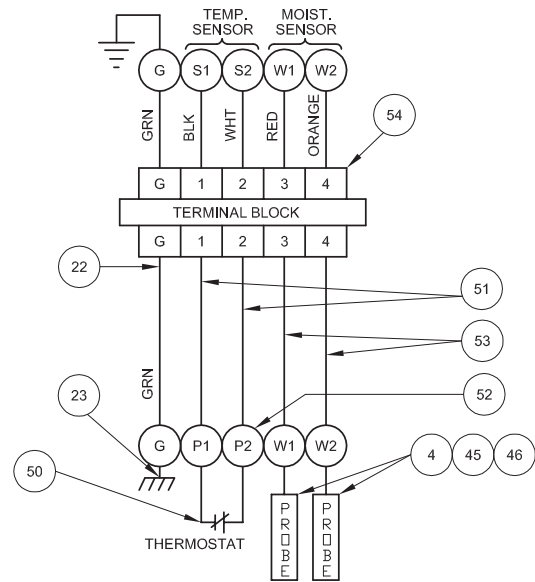 TEMP. SENSOR
MOIST. SENSOR
G S1 S2 W1 W2
GRN BLK WHT RED ORANGE
54
G 1 2 3 4
TERMINAL BLOCK
G 1 2 3 4
22
51
53
GRN
23
52
G P1 P2 W1 W2
50
4 45 46
THERMOSTAT
PROBE
PROBE